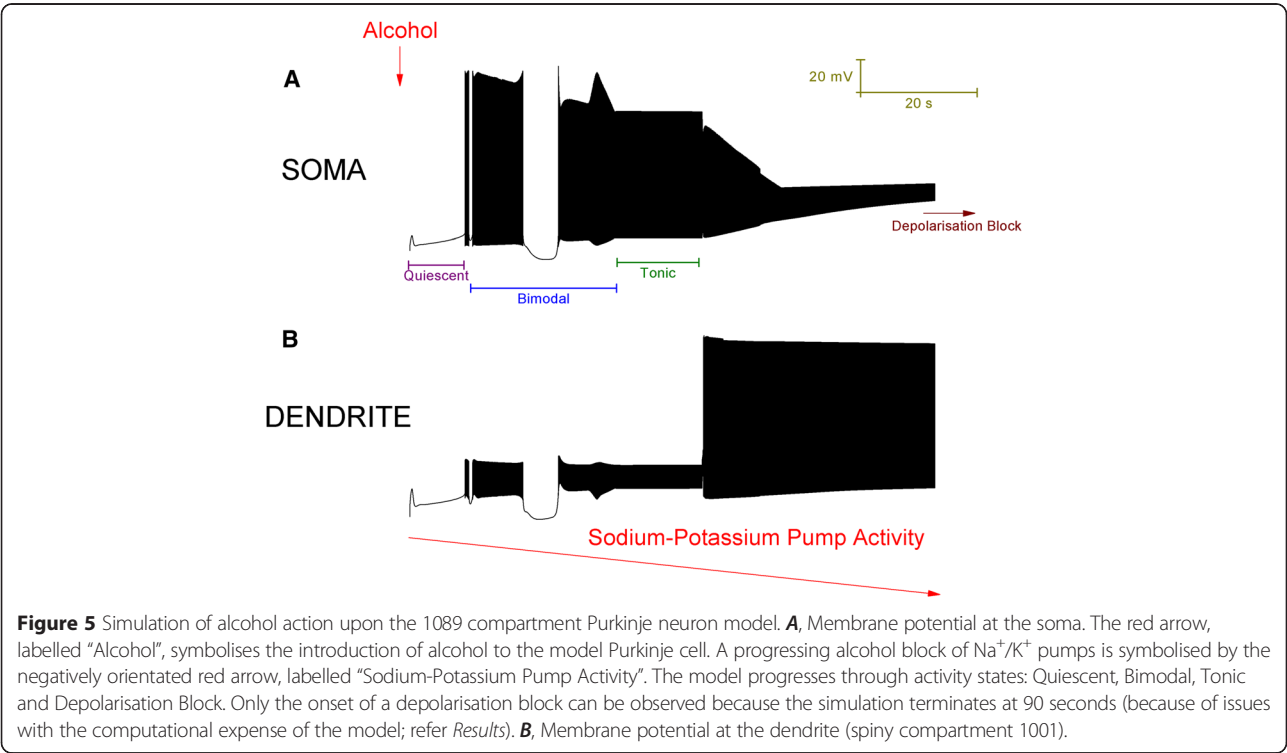 Alcohol
A
20 mV
20 s
SOMA
Depolarisation Block
Quiescent
Tonic
Bimodal
B
DENDRITE
Sodium-Potassium Pump Activity
Figure 5 Simulation of alcohol action upon the 1089 compartment Purkinje neuron model. A, Membrane potential at the soma. The red arrow,
labelled “Alcohol”, symbolises the introduction of alcohol to the model Purkinje cell. A progressing alcohol block of Na⁺/K⁺ pumps is symbolised by the
negatively orientated red arrow, labelled “Sodium-Potassium Pump Activity”. The model progresses through activity states: Quiescent, Bimodal, Tonic
and Depolarisation Block. Only the onset of a depolarisation block can be observed because the simulation terminates at 90 seconds (because of issues
with the computational expense of the model; refer Results). B, Membrane potential at the dendrite (spiny compartment 1001).